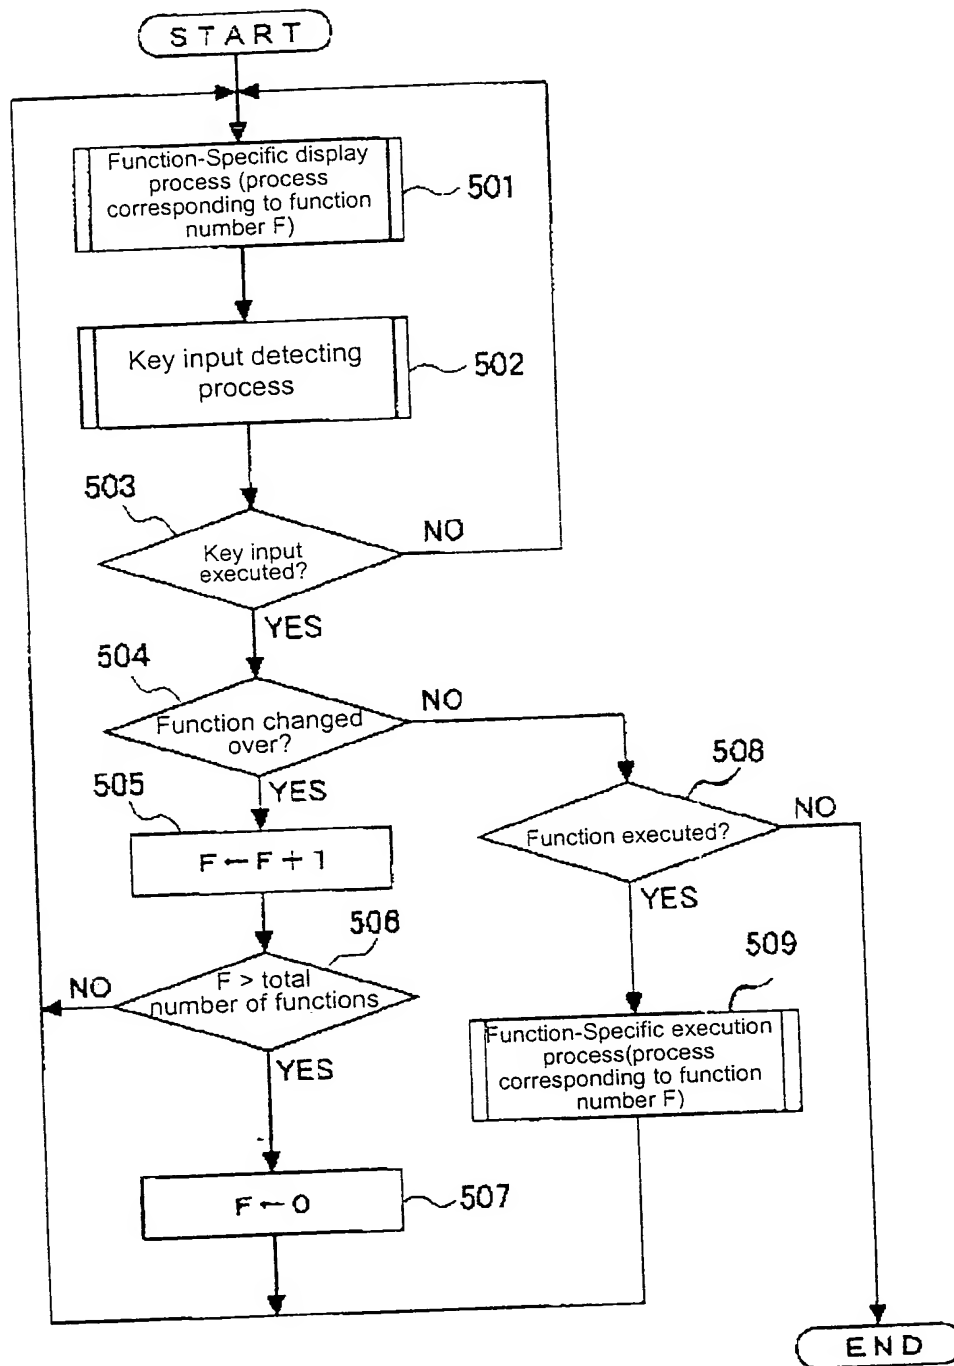 START
Function-Specific display
process (process
corresponding to function
number F)
501
Key input detecting
process
502
503
Key input
executed?
NO
YES
504
Function changed
over?
NO
YES
505
F←F+1
508
Function executed?
NO
YES
506
F > total
number of functions
NO
YES
509
Function-Specific execution
process(process
corresponding to function
number F)
F←0
507
END